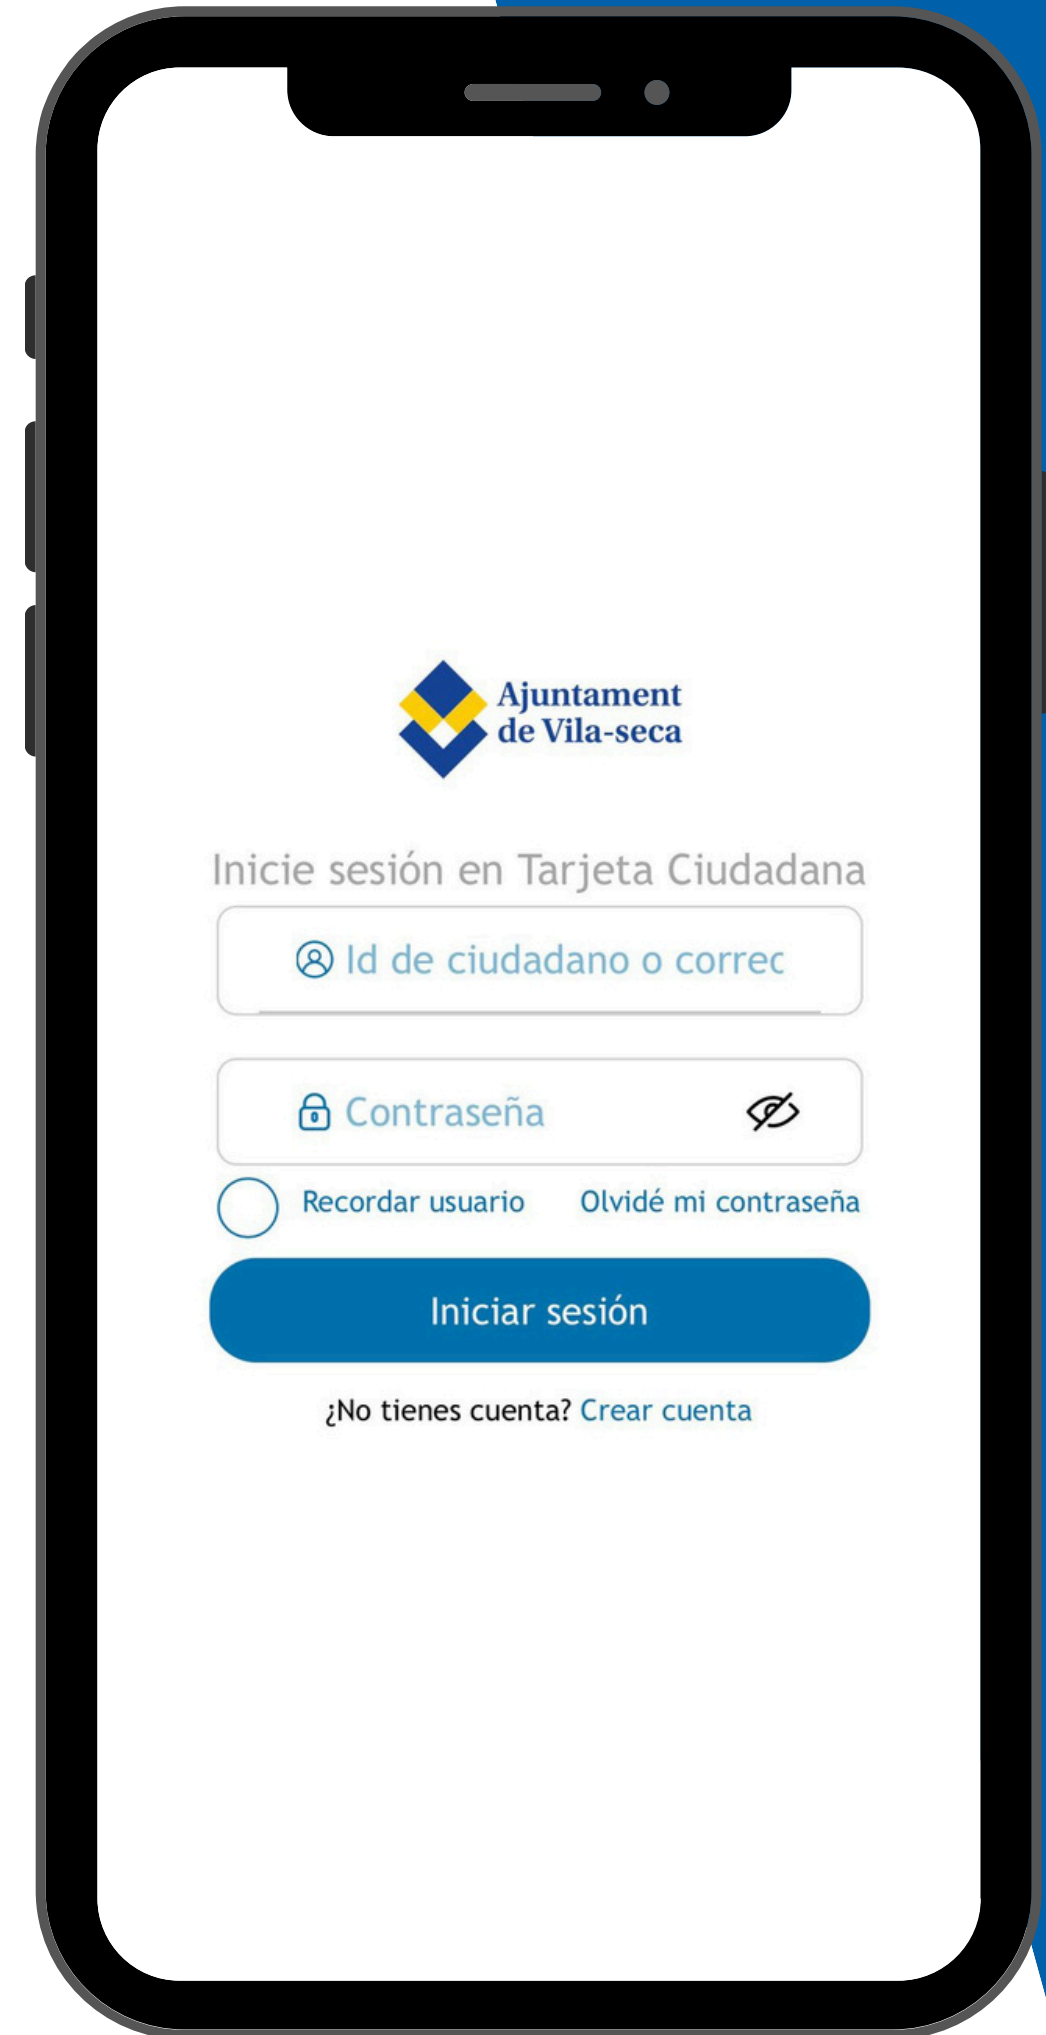 Ajuntament
de Vila-seca
Inicie sesión en Tarjeta Ciudadana
Id de ciudadano o correc
Contraseña
Recordar usuario Olvidé mi contraseña
Iniciar sesión
¿No tienes cuenta? Crear cuenta